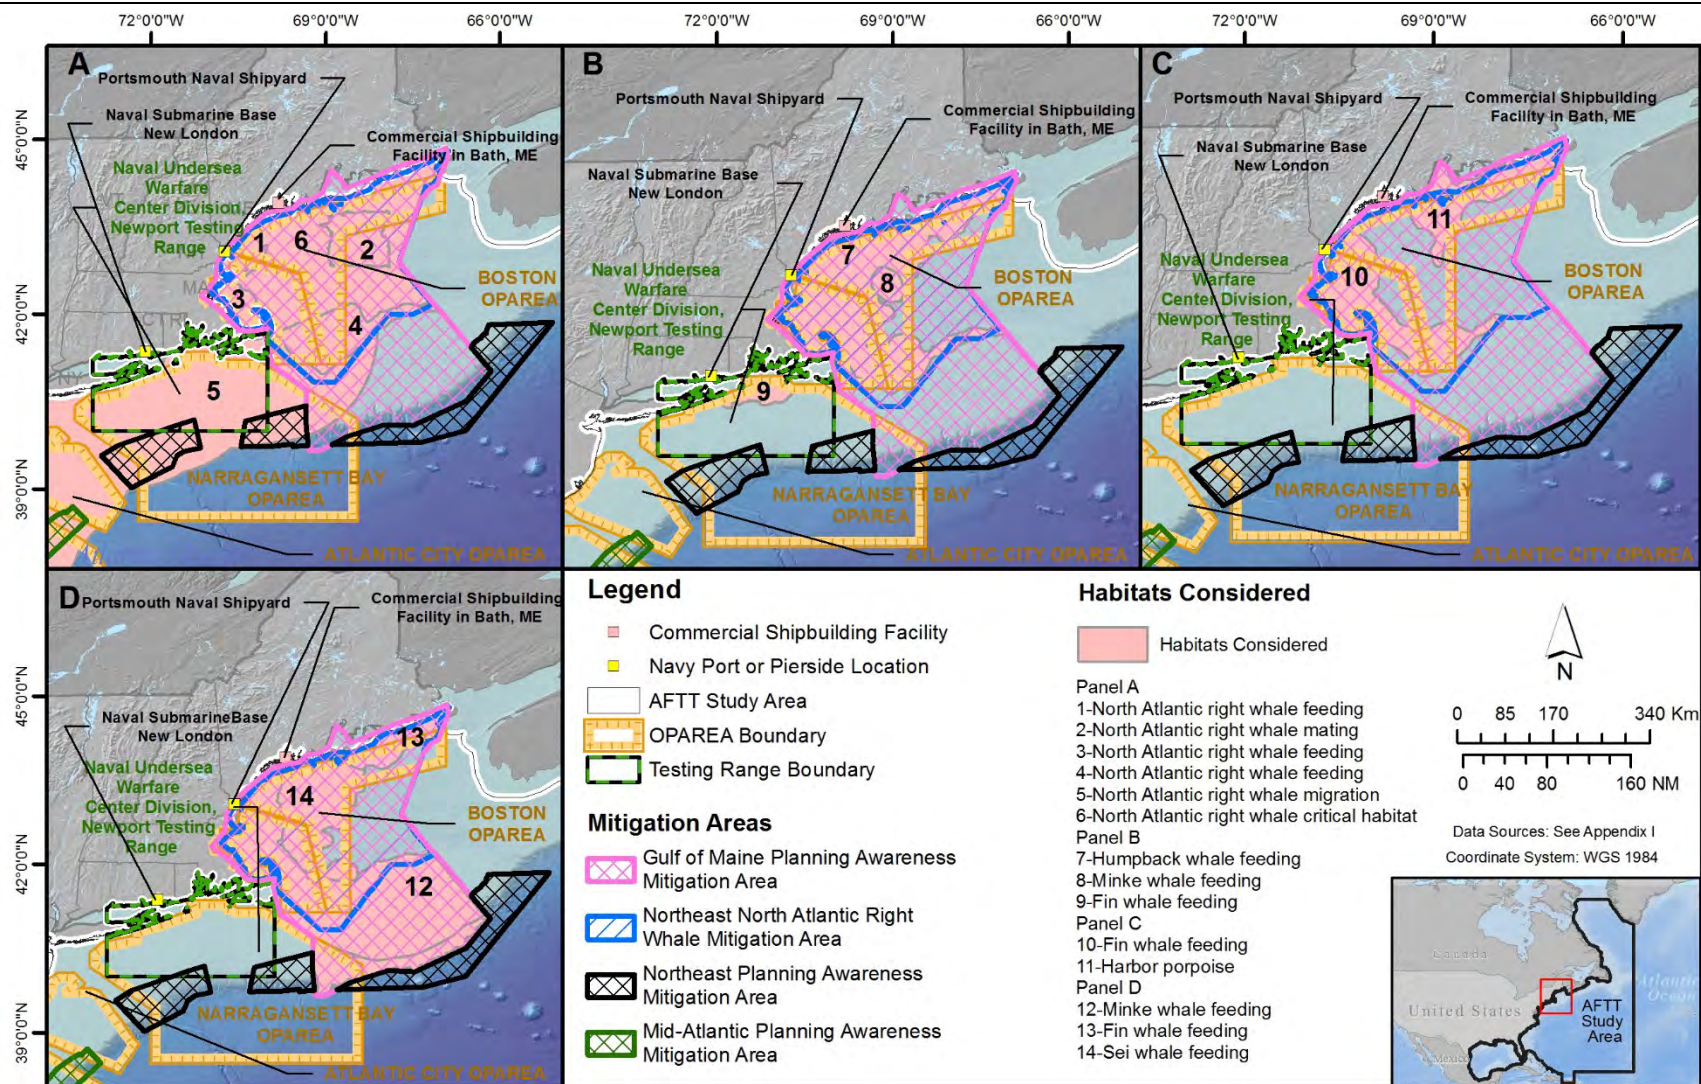 72°0'0"W 69°0'0"W 66°0'0"W 72°0'0"W 69°0'0"W 66°0'0"W 72°0'0"W 69°0'0"W 66°0'0"W
45°0'0"N
42°0'0"N
39°0'0"N
A
Portsmouth Naval Shipyard
Naval Submarine Base
New London
Commercial Shipbuilding
Facility in Bath, ME
Naval Undersea
Warfare
Center Division,
Newport Testing
Range
1
6
2
3
4
5
MA
CT
RI
BOSTON
OPAREA
NARRAGANSETT BAY
OPAREA
ATLANTIC CITY OPAREA
B
Portsmouth Naval Shipyard
Commercial Shipbuilding
Facility in Bath, ME
Naval Submarine Base
New London
Naval Undersea
Warfare
Center Division,
Newport Testing
Range
7
8
9
BOSTON
OPAREA
NARRAGANSETT BAY
OPAREA
ATLANTIC CITY OPAREA
C
Portsmouth Naval Shipyard
Commercial Shipbuilding
Facility in Bath, ME
Naval Submarine Base
New London
Naval Undersea
Warfare
Center Division,
Newport Testing
Range
11
10
BOSTON
OPAREA
NARRAGANSETT BAY
OPAREA
ATLANTIC CITY OPAREA
45°0'0"N
42°0'0"N
39°0'0"N
D
Portsmouth Naval Shipyard
Commercial Shipbuilding
Facility in Bath, ME
Naval SubmarineBase
New London
Naval Undersea
Warfare
Center Division,
Newport Testing
Range
13
14
12
BOSTON
OPAREA
NARRAGANSETT BAY
OPAREA
ATLANTIC CITY OPAREA
Legend
Commercial Shipbuilding Facility
Navy Port or Pierside Location
AFTT Study Area
OPAREA Boundary
Testing Range Boundary
Mitigation Areas
Gulf of Maine Planning Awareness
Mitigation Area
Northeast North Atlantic Right
Whale Mitigation Area
Northeast Planning Awareness
Mitigation Area
Mid-Atlantic Planning Awareness
Mitigation Area
Habitats Considered
Habitats Considered
Panel A
1-North Atlantic right whale feeding
2-North Atlantic right whale mating
3-North Atlantic right whale feeding
4-North Atlantic right whale feeding
5-North Atlantic right whale migration
6-North Atlantic right whale critical habitat
Panel B
7-Humpback whale feeding
8-Minke whale feeding
9-Fin whale feeding
Panel C
10-Fin whale feeding
11-Harbor porpoise
Panel D
12-Minke whale feeding
13-Fin whale feeding
14-Sei whale feeding
N
0 85 170 340 Km
0 40 80 160 NM
Data Sources: See Appendix I
Coordinate System: WGS 1984
Canada
United States
Mexico
Atlantic
Ocean
AFTT
Study
Area